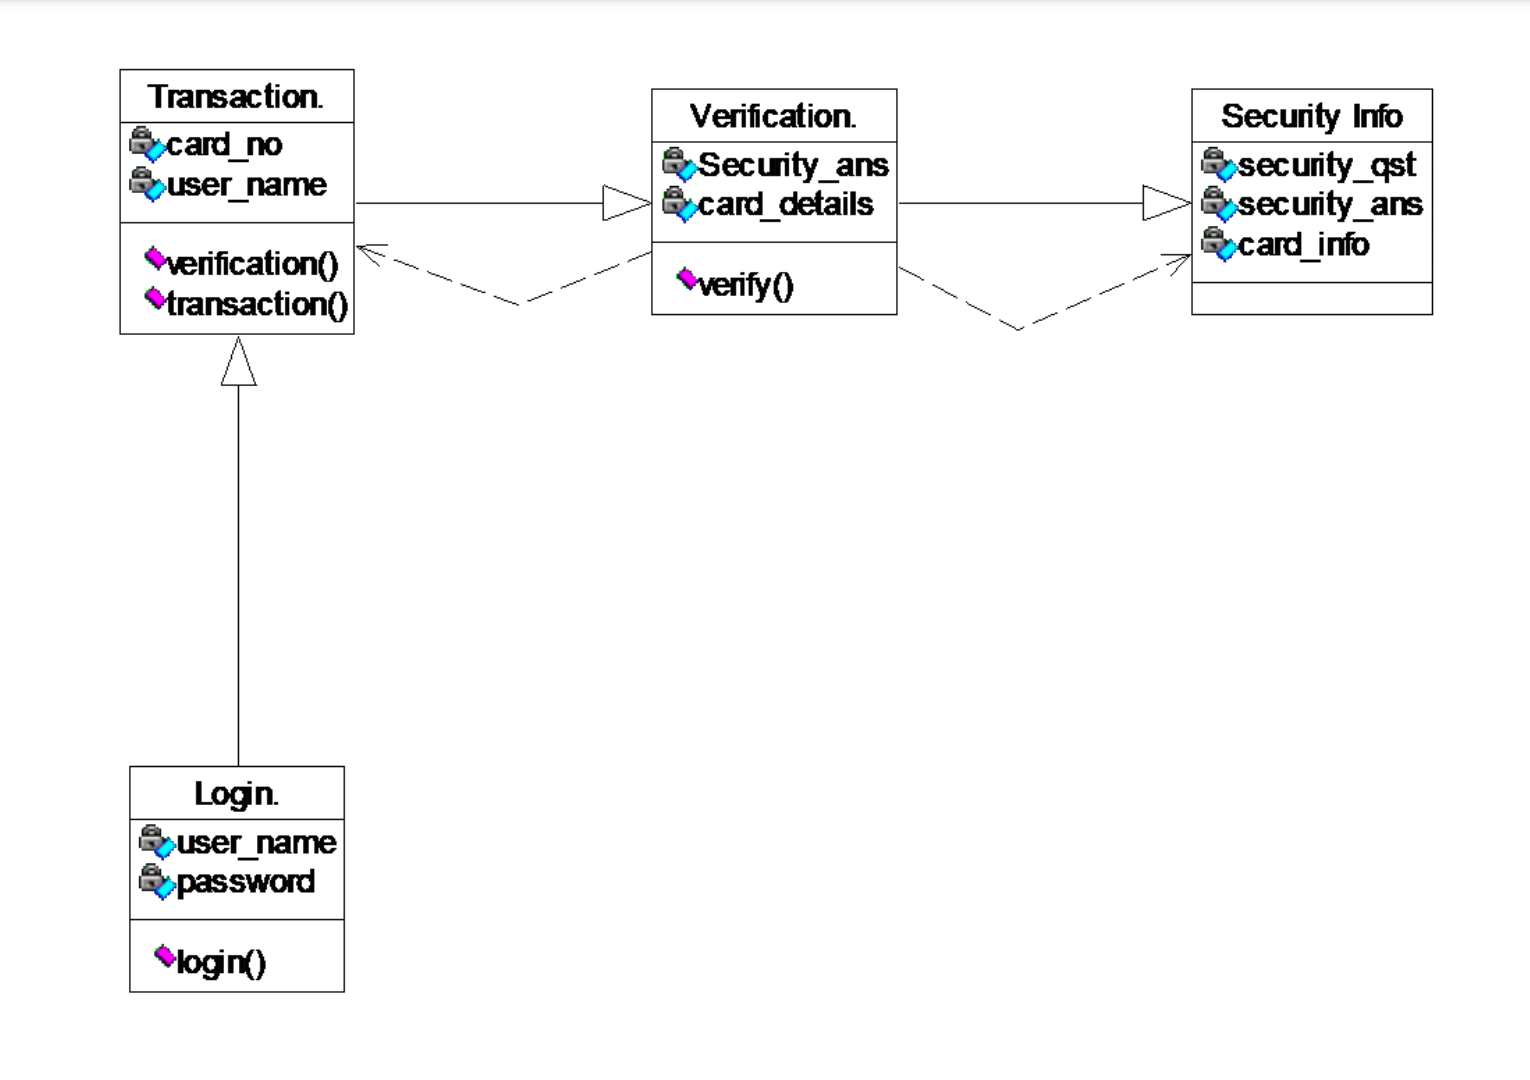 Transaction.
card_no
user_name
verification()
transaction()
Verification.
Security_ans
card_details
verify()
Security Info
security_qst
security_ans
card_info
Login.
user_name
password
login()